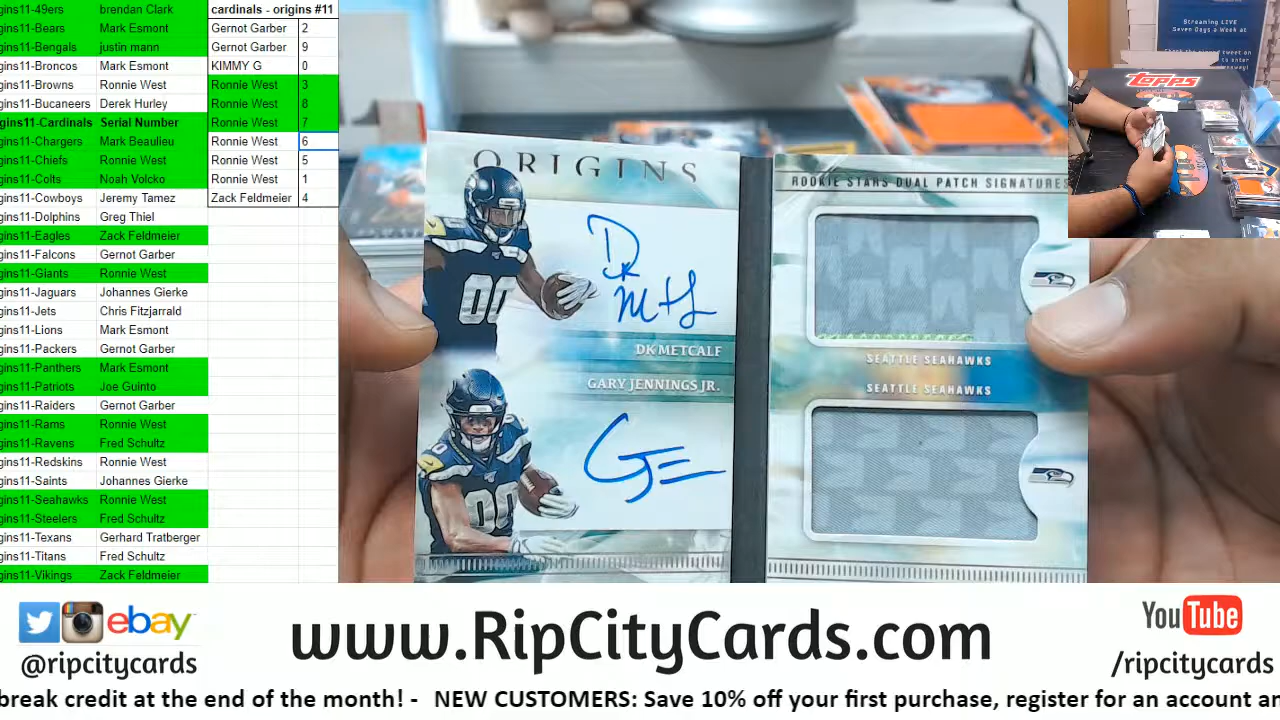 gins11-49ers brendan Clark
gins11-Bears Mark Esmont
gins11-Bengals justin mann
gins11-Broncos Mark Esmont
gins11-Browns Ronnie West
gins11-Bucaneers Derek Hurley
gins11-Cardinals Serial Number
gins11-Chargers Mark Beaulieu
gins11-Chiefs Ronnie West
gins11-Colts Noah Volcko
gins11-Cowboys Jeremy Tamez
gins11-Dolphins Greg Thiel
gins11-Eagles Zack Feldmeier
gins11-Falcons Gernot Garber
gins11-Giants Ronnie West
gins11-Jaguars Johannes Gierke
gins11-Jets Chris Fitzjarrald
gins11-Lions Mark Esmont
gins11-Packers Gernot Garber
gins11-Panthers Mark Esmont
gins11-Patriots Joe Guinto
gins11-Raiders Gernot Garber
gins11-Rams Ronnie West
gins11-Ravens Fred Schultz
gins11-Redskins Ronnie West
gins11-Saints Johannes Gierke
gins11-Seahawks Ronnie West
gins11-Steelers Fred Schultz
gins11-Texans Gerhard Tratberger
gins11-Titans Fred Schultz
gins11-Vikings Zack Feldmeier
cardinals - origins #11
Gernot Garber 2
Gernot Garber 9
KIMMY G 0
Ronnie West 3
Ronnie West 8
Ronnie West 7
Ronnie West 6
Ronnie West 5
Ronnie West 1
Zack Feldmeier 4
ORIGINS
DK METCALF
GARY JENNINGS JR.
ROOKIE STARS DUAL PATCH SIGNATURES
SEATTLE SEAHAWKS
SEATTLE SEAHAWKS
Streaming LIVE
Seven Days a Week at
Topps
ebay
@ripcitycards
www.RipCityCards.com
YouTube
/ripcitycards
break credit at the end of the month! - NEW CUSTOMERS: Save 10% off your first purchase, register for an account an